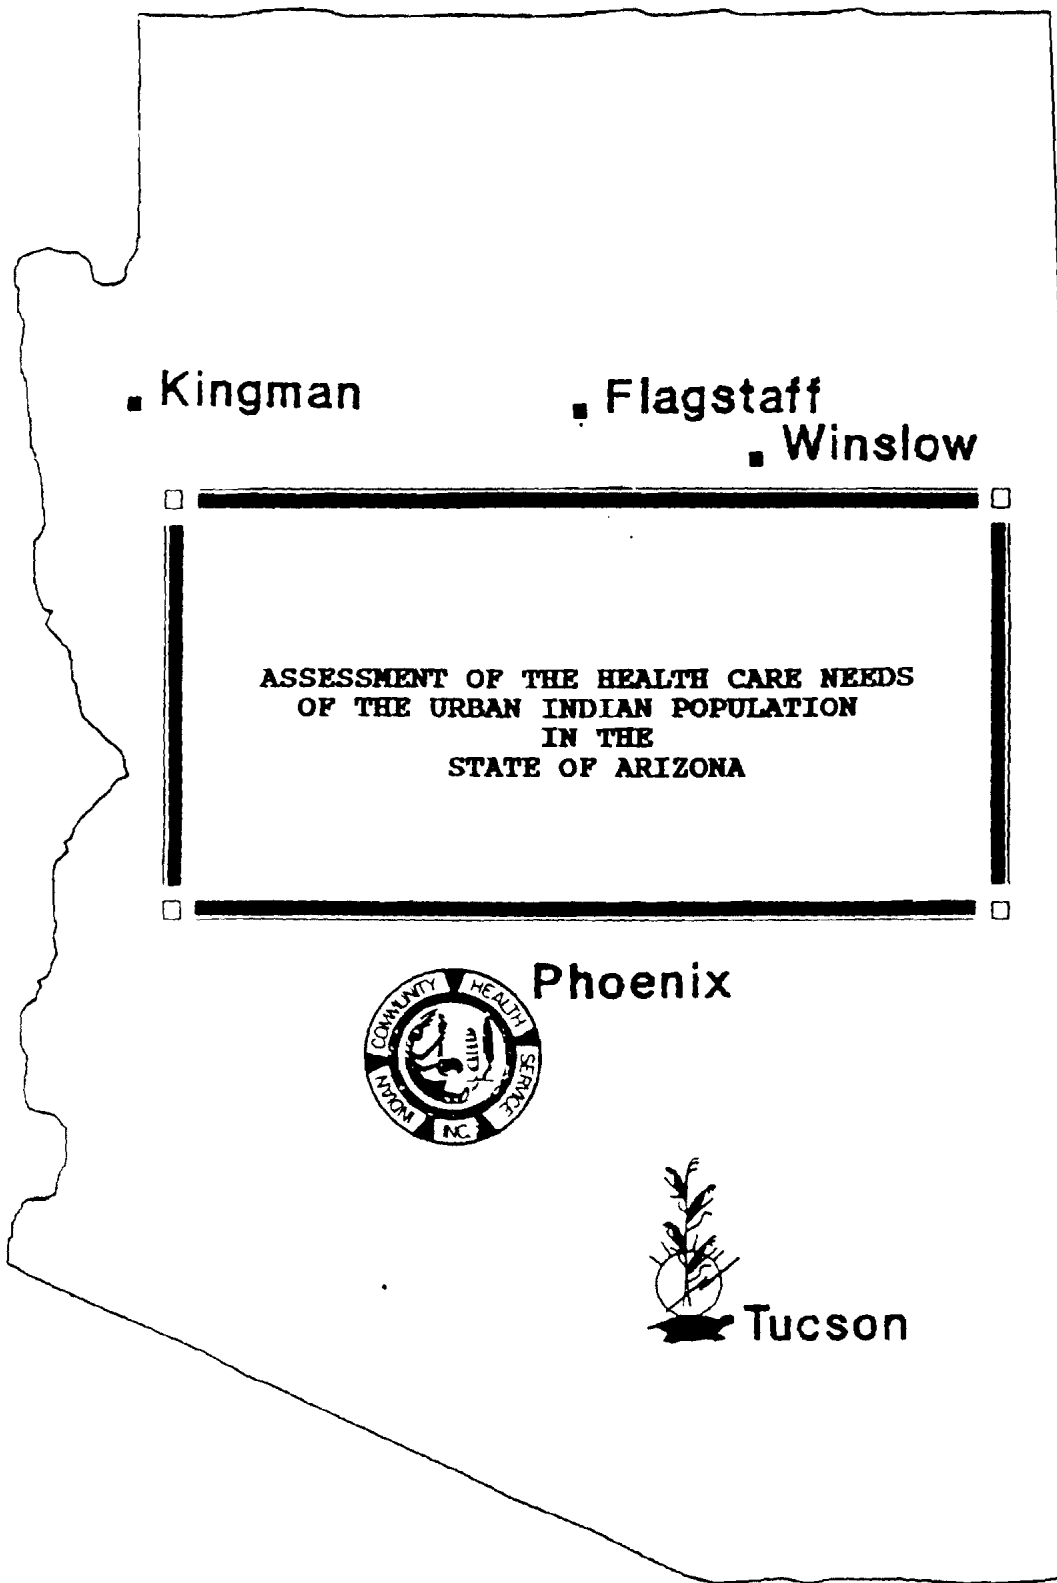 Kingman
Flagstaff
Winslow
ASSESSMENT OF THE HEALTH CARE NEEDS
OF THE URBAN INDIAN POPULATION
IN THE
STATE OF ARIZONA
Phoenix
INDIAN COMMUNITY HEALTH SERVICE INC.
Tucson